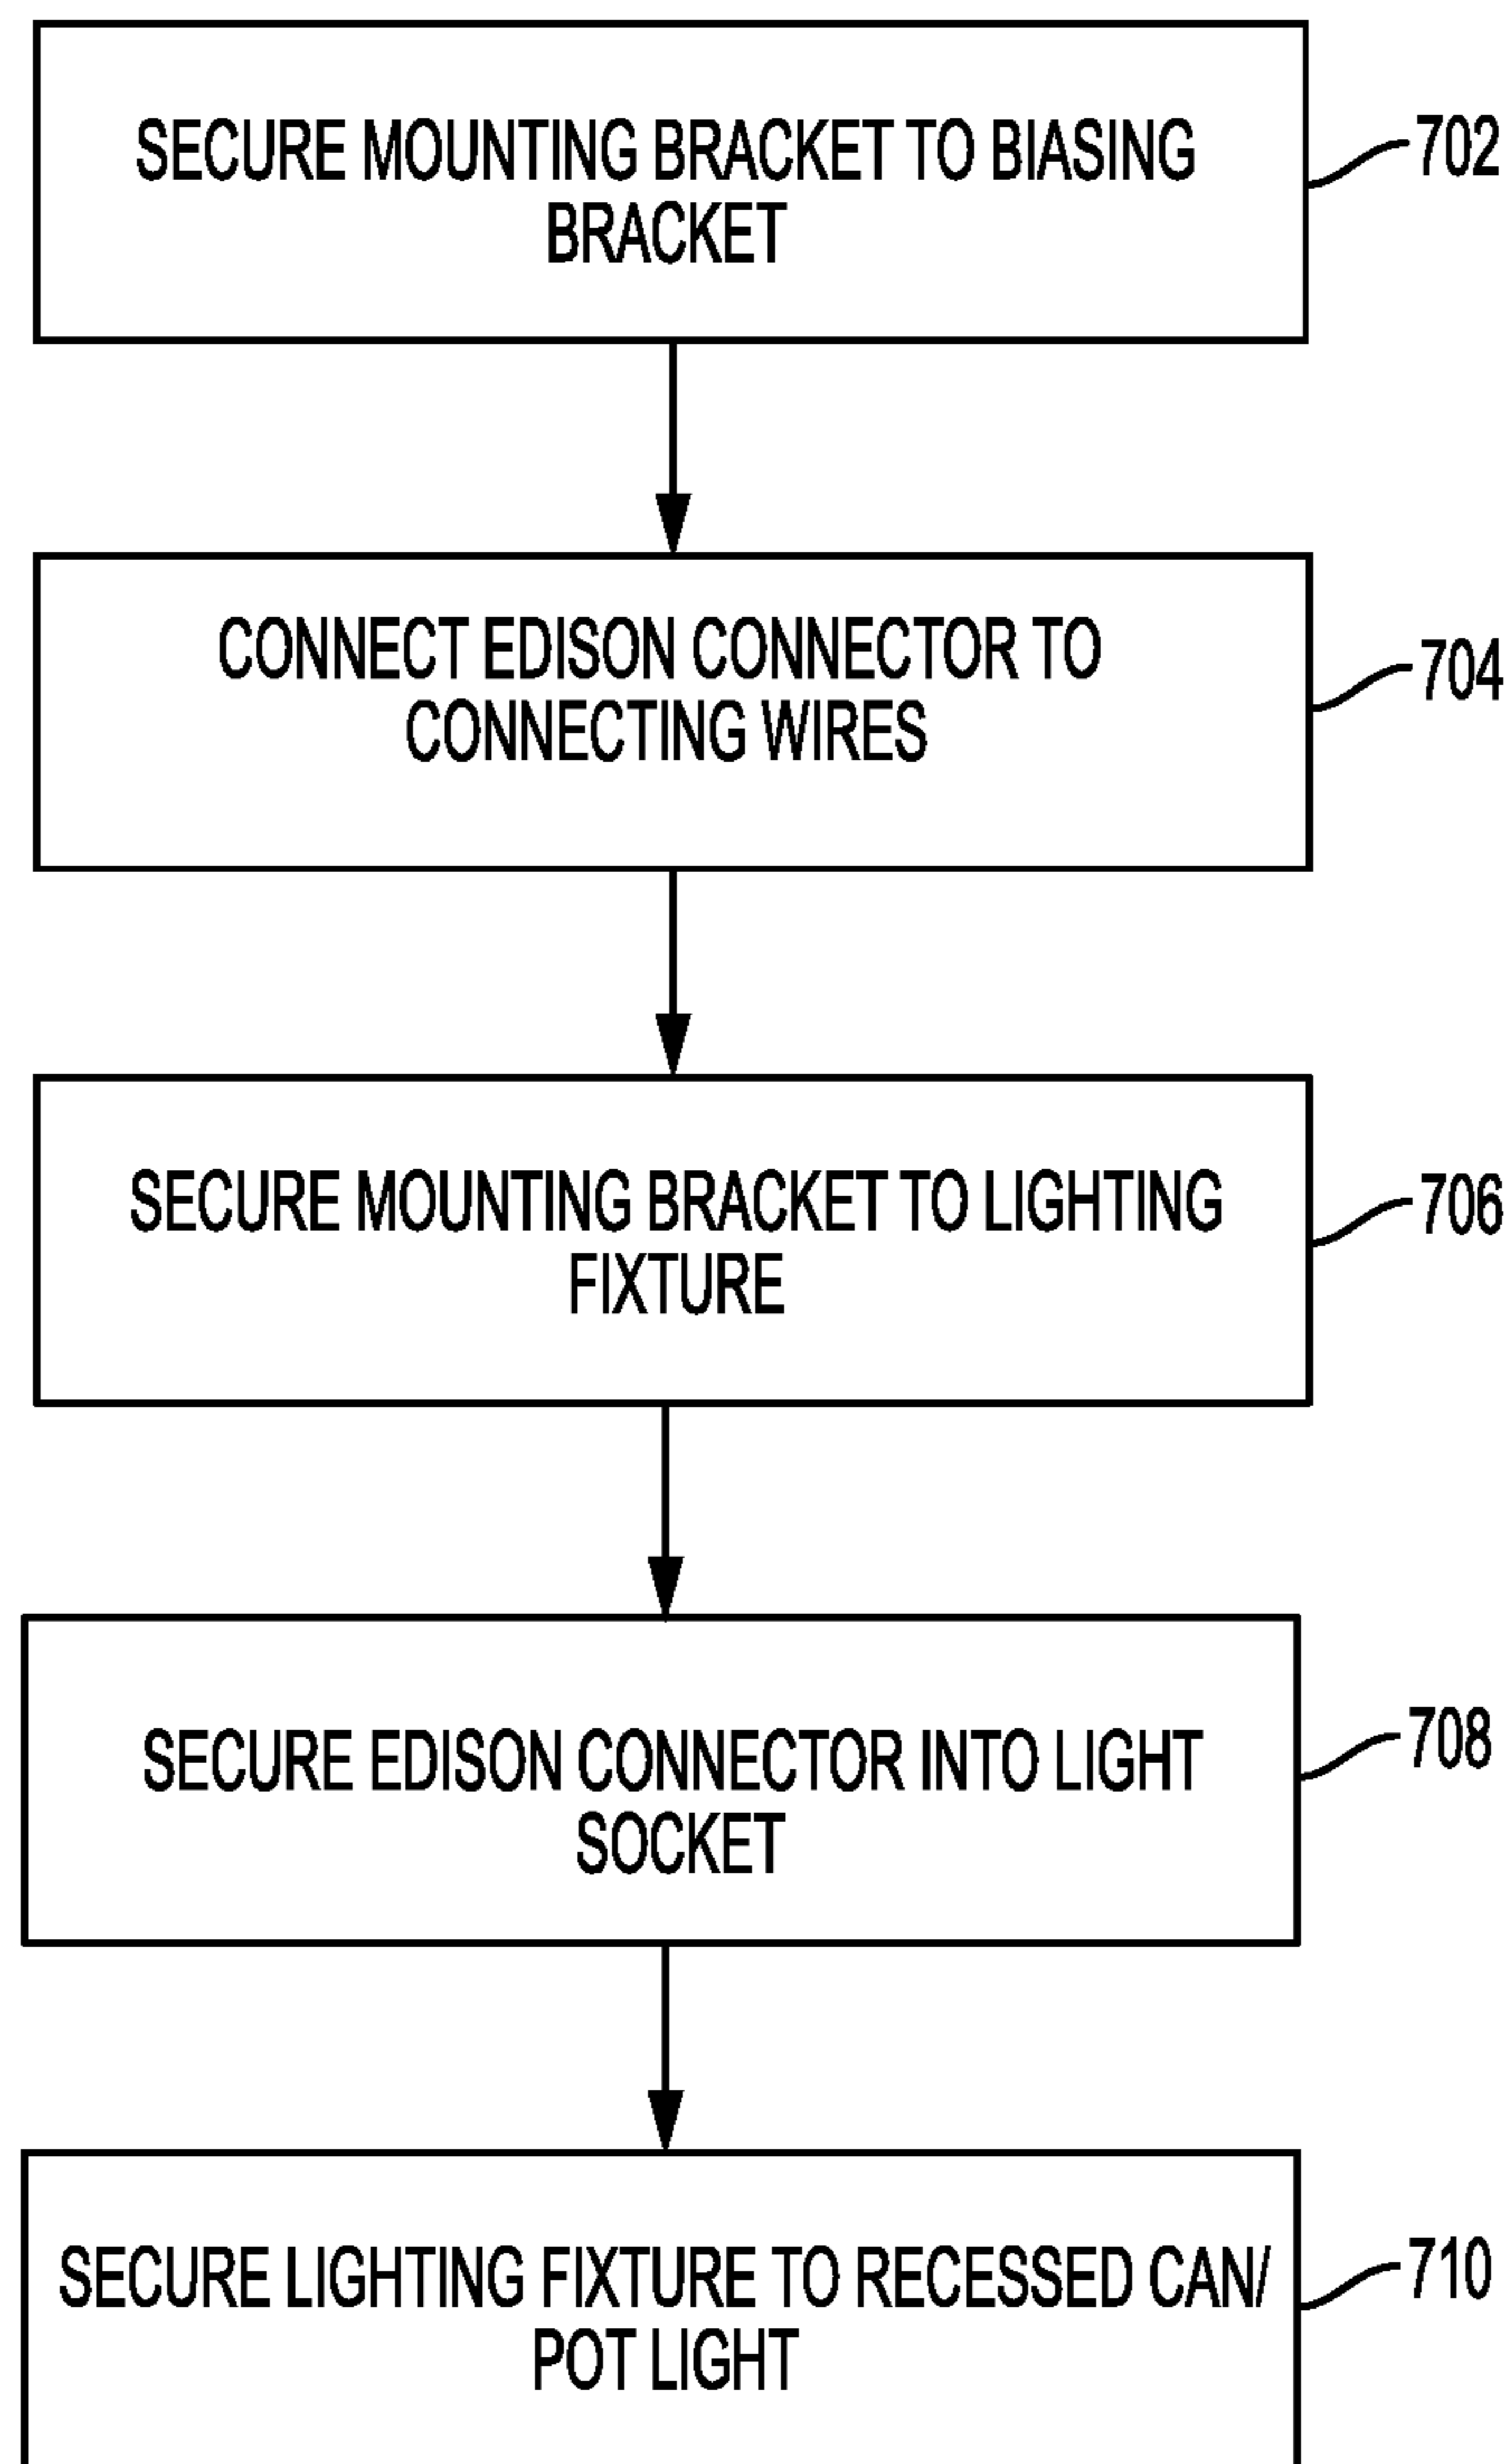 SECURE MOUNTING BRACKET TO BIASING
BRACKET
702
CONNECT EDISON CONNECTOR TO
CONNECTING WIRES
704
SECURE MOUNTING BRACKET TO LIGHTING
FIXTURE
706
SECURE EDISON CONNECTOR INTO LIGHT
SOCKET
708
SECURE LIGHTING FIXTURE TO RECESSED CAN/
POT LIGHT
710